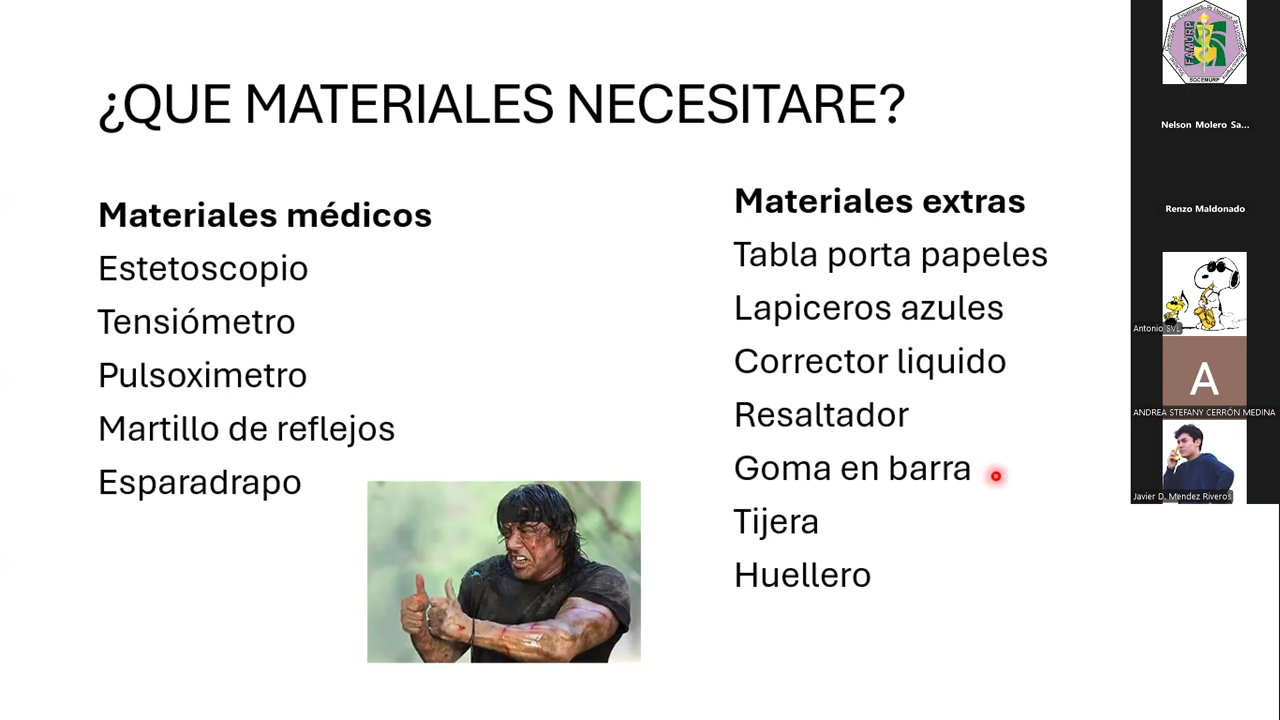 ¿QUE MATERIALES NECESITARE?
Materiales médicos
Estetoscopio
Tensiómetro
Pulsoximetro
Martillo de reflejos
Esparadrapo
Materiales extras
Tabla porta papeles
Lapiceros azules
Corrector liquido
Resaltador
Goma en barra
Tijera
Huellero
FAMURP
SOCEMURP
Nelson Molero Sa...
Renzo Maldonado
Antonio SVL
A
ANDREA STEFANY CERRÓN MEDINA
Javier D. Mendez Riveros